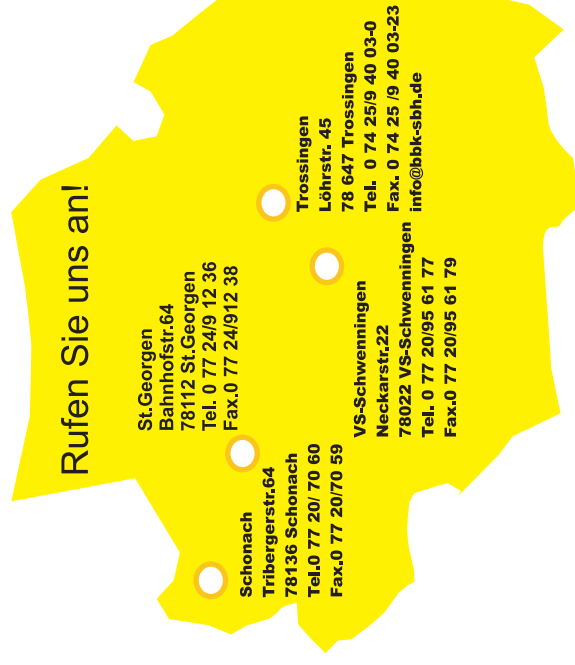 Rufen Sie uns an!
St.Georgen
Bahnhofstr.64
78112 St.Georgen
Tel. 0 77 24/9 12 36
Fax.0 77 24/912 38
Schonach
Tribergerstr.64
78136 Schonach
Tel.0 77 20/ 70 60
Fax.0 77 20/70 59
Trossingen
Löhrstr. 45
78 647 Trossingen
Tel.  0 74 25/9 40 03-0
Fax. 0 74 25 /9 40 03-23
info@bbk-sbh.de
VS-Schwenningen
Neckarstr.22
78022 VS-Schwenningen
Tel. 0 77 20/95 61 77
Fax.0 77 20/95 61 79